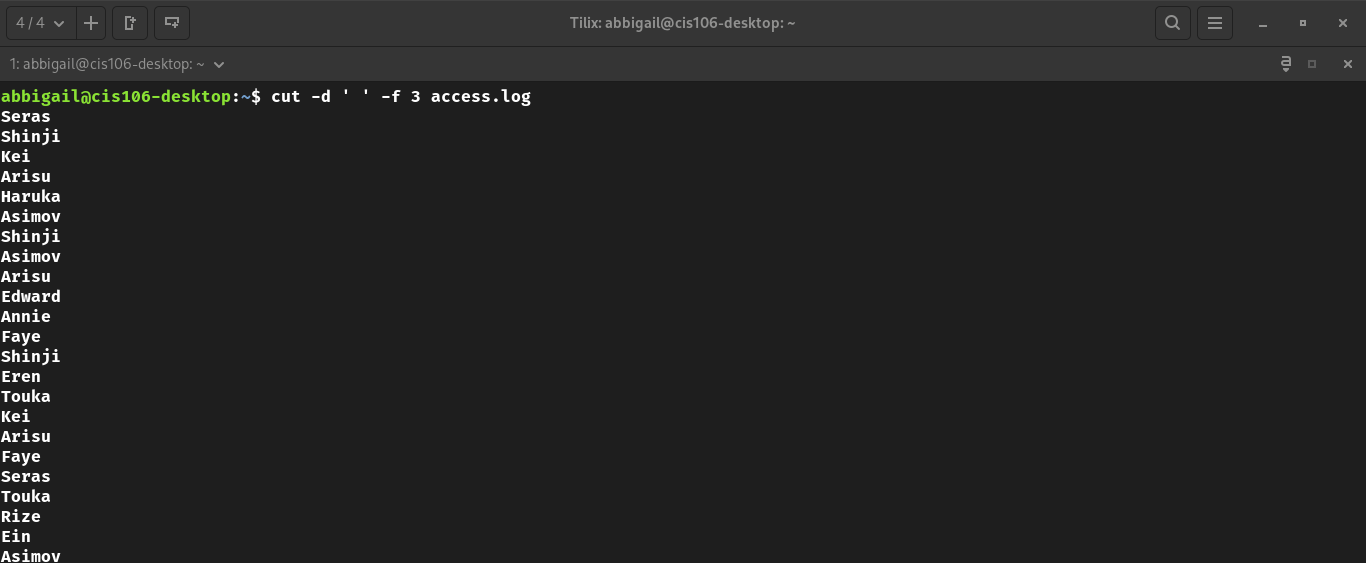 4 / 4
Tilix: abbigail@cis106-desktop: ~
1: abbigail@cis106-desktop: ~
a
abbigail@cis106-desktop:~$ cut -d ' ' -f 3 access.log
Seras
Shinji
Kei
Arisu
Haruka
Asimov
Shinji
Asimov
Arisu
Edward
Annie
Faye
Shinji
Eren
Touka
Kei
Arisu
Faye
Seras
Touka
Rize
Ein
Asimov